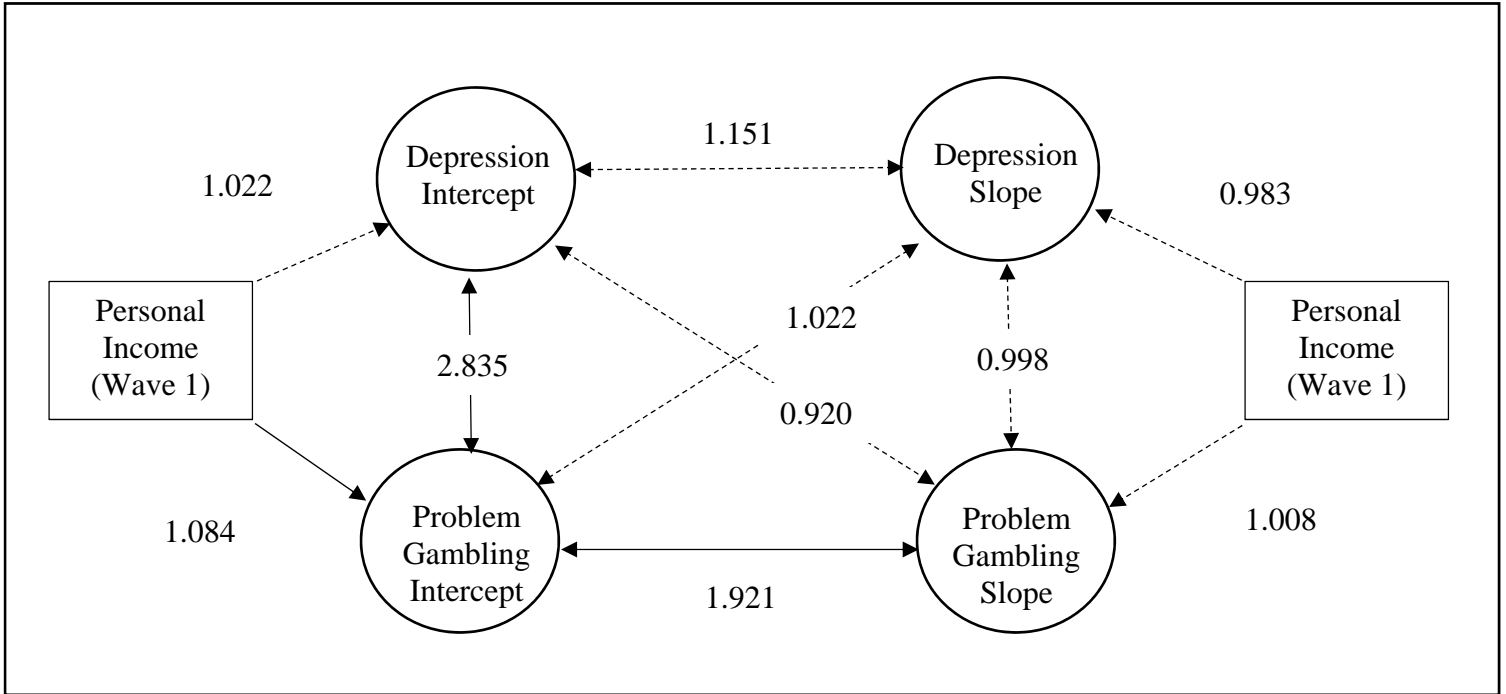 1.151
Depression
Intercept
Depression
Slope
1.022
0.983
Personal
Income
(Wave 1)
1.022
2.835
0.998
0.920
Personal
Income
(Wave 1)
1.084
Problem
Gambling
Intercept
1.921
Problem
Gambling
Slope
1.008